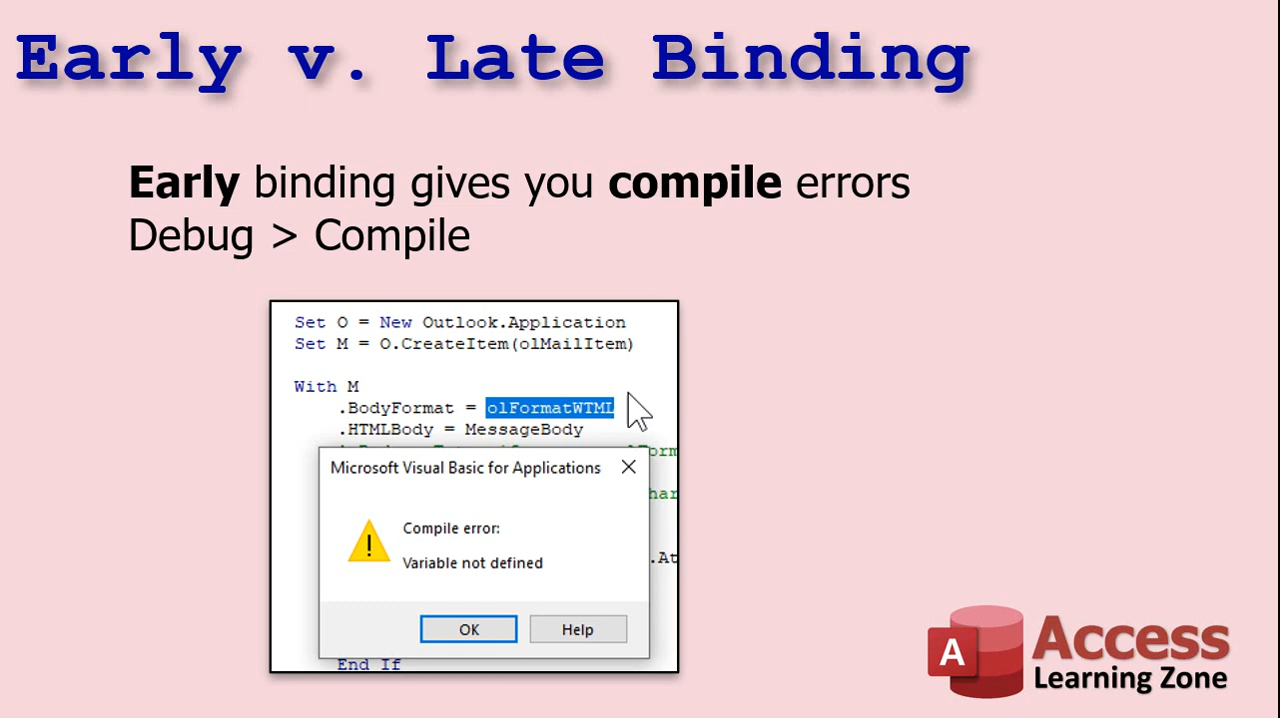 Early v. Late Binding
Early binding gives you compile errors
Debug > Compile
Set O = New Outlook.Application
Set M = O.CreateItem(olMailItem)
With M
.BodyFormat = olFormatWTML
.HTMLBody = MessageBody
Microsoft Visual Basic for Applications
Compile error:
Variable not defined
.At
OK
Help
End If
A
Access
Learning Zone